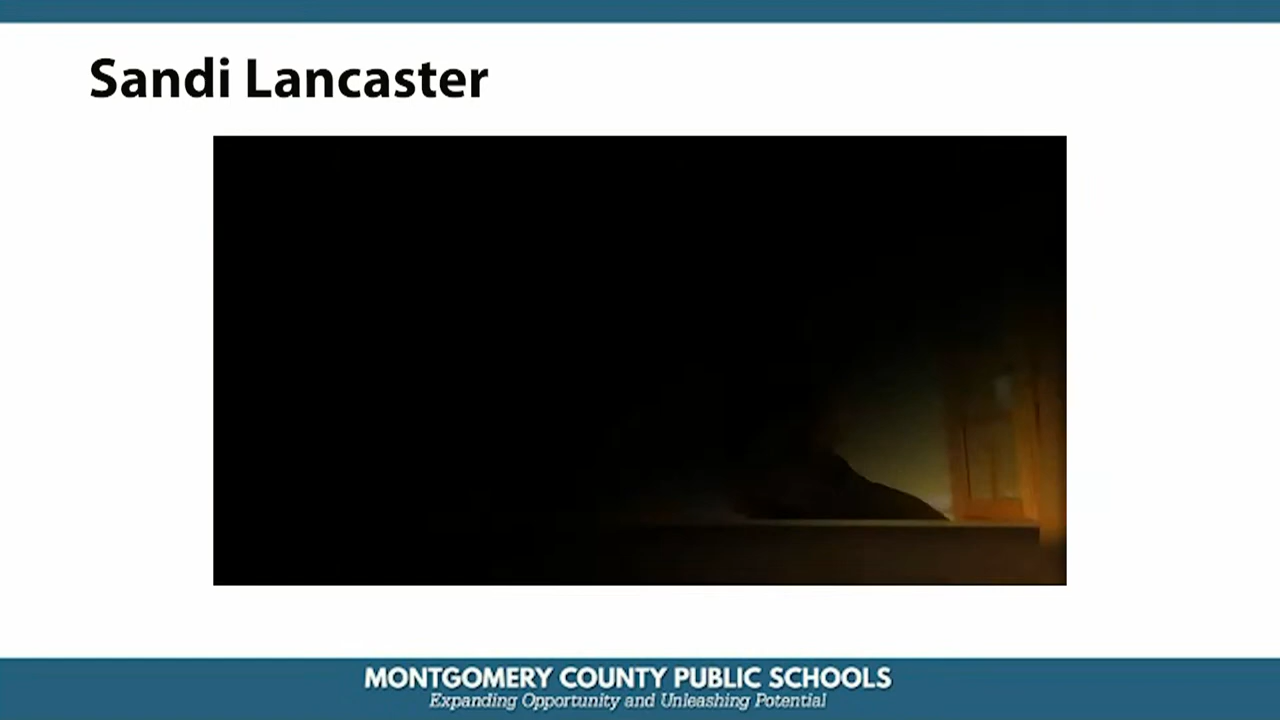 Sandi Lancaster
MONTGOMERY COUNTY PUBLIC SCHOOLS
Expanding Opportunity and Unleashing Potential